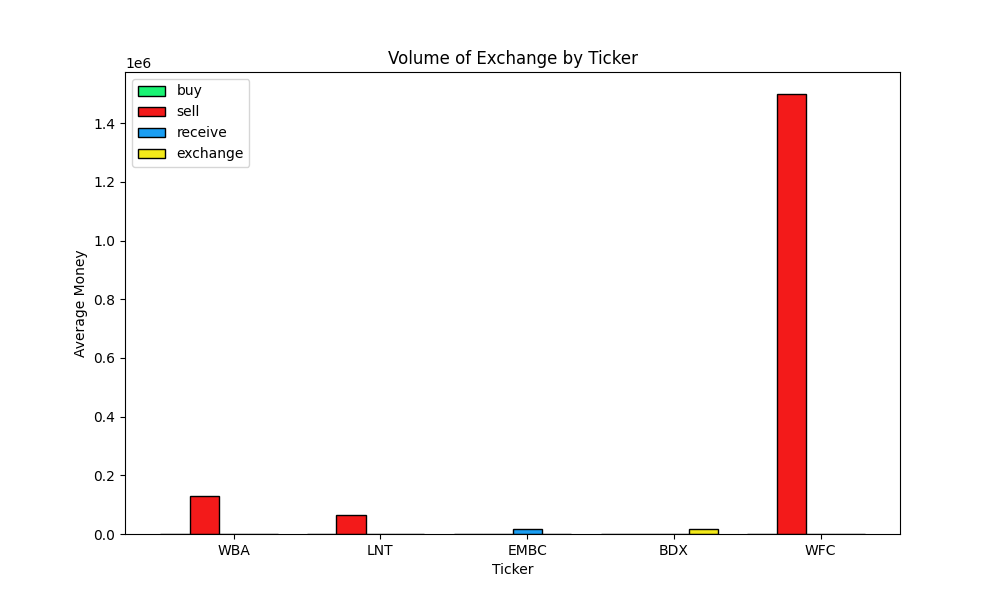 Volume of Exchange by Ticker
1e6
buy
sell
receive
exchange
1.4
1.2
1.0
0.8
0.6
0.4
0.2
0.0
Average Money
WBA LNT EMBC BDX WFC
Ticker